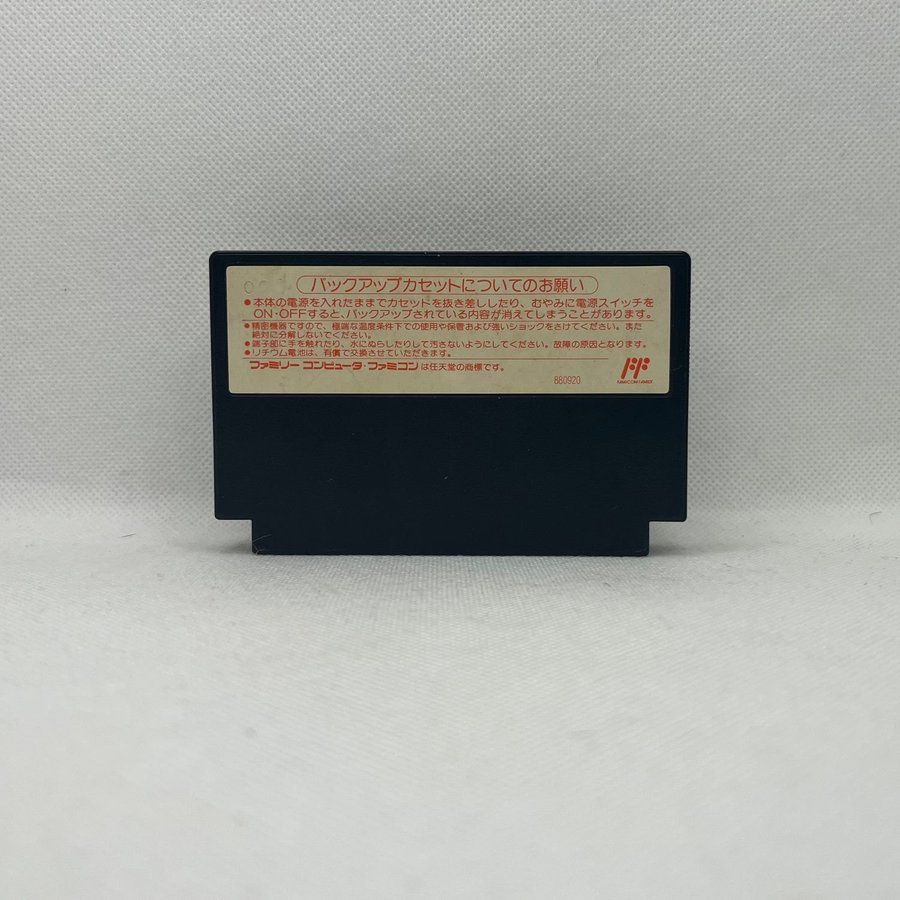 バックアップカセットについてのお願い
●本体の電源を入れたままでカセットを抜き差ししたり、むやみに電源スイッチを
ON・OFFすると、バックアップされている内容が消えてしまうことがあります。
●精密機器ですので、極端な温度条件下での使用や保管および強いショックをさけてください。また
絶対に分解しないでください。
●端子部に手を触れたり、水にぬらしたりして汚さないようにしてください。故障の原因となります。
●リチウム電池は、有償で交換させていただきます。
ファミリー コンピュータ・ファミコンは任天堂の商標です。
880920
FAMICOM FAMILY